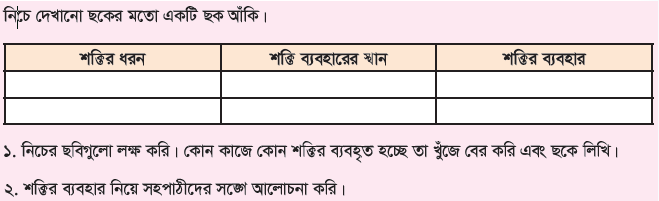 নিচে দেখানো ছকের মতো একটি ছক আঁকি।
শক্তির ধরন	শক্তি ব্যবহারের স্থান	শক্তির ব্যবহার
১. নিচের ছবিগুলো লক্ষ করি। কোন কাজে কোন শক্তির ব্যবহৃত হচ্ছে তা খুঁজে বের করি এবং ছকে লিখি।
২. শক্তির ব্যবহার নিয়ে সহপাঠীদের সঙ্গে আলোচনা করি।